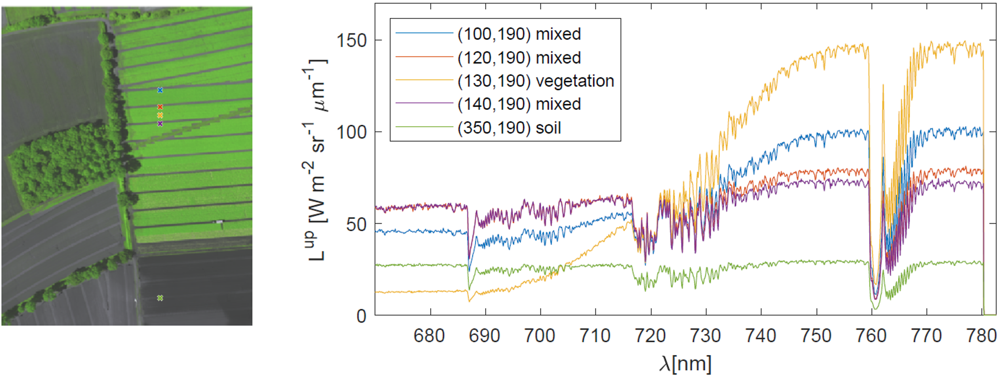 150
100
50
0
L^up [W m^-2 sr^-1 μm^-1]
(100,190) mixed
(120,190) mixed
(130,190) vegetation
(140,190) mixed
(350,190) soil
680 690 700 710 720 730 740 750 760 770 780
λ[nm]